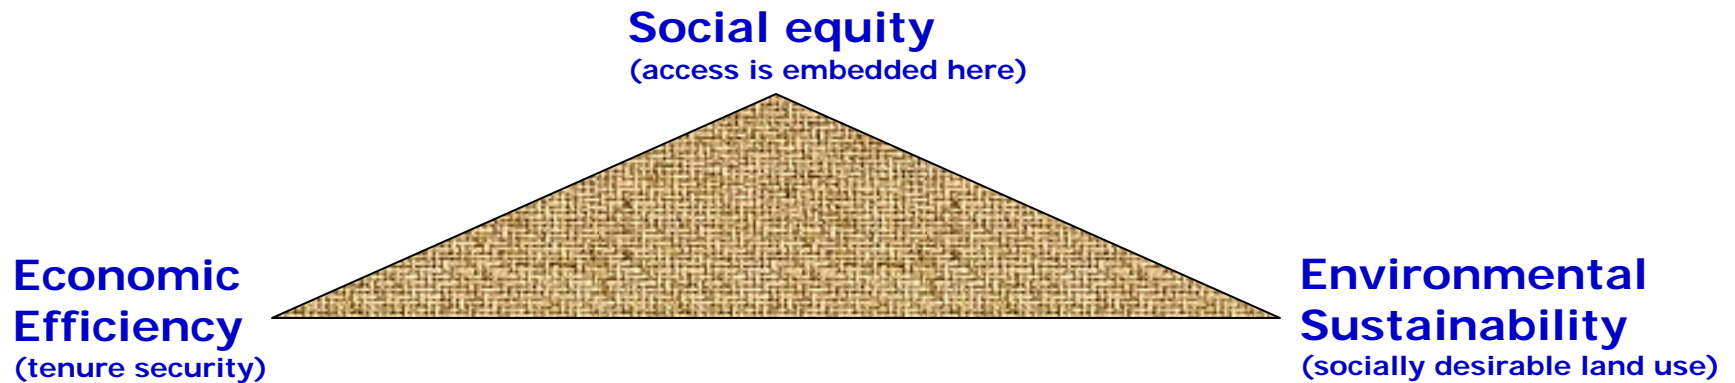 Social equity
(access is embedded here)
Economic
Efficiency
(tenure security)
Environmental
Sustainability
(socially desirable land use)